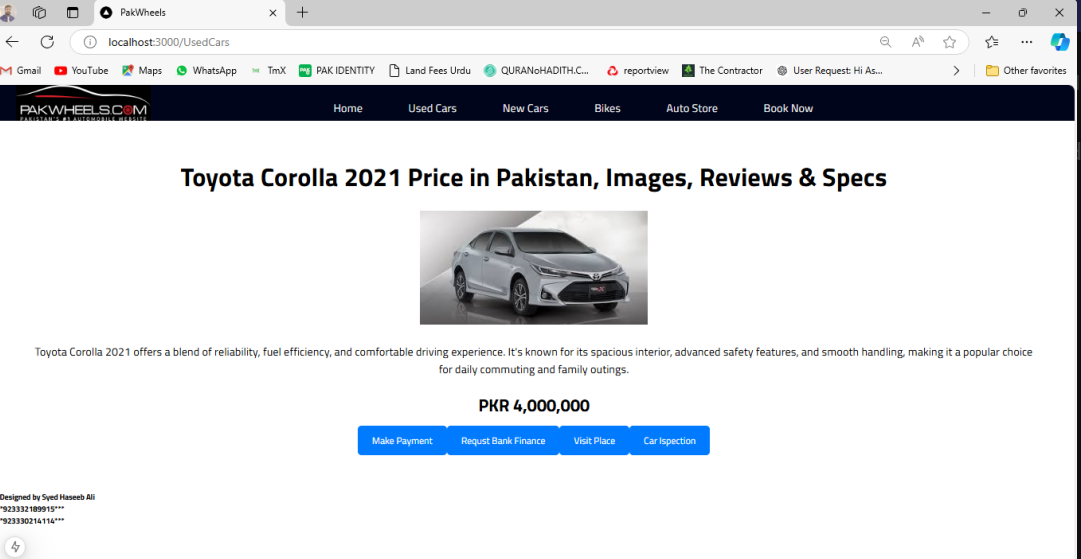 PakWheels
localhost:3000/UsedCars
Gmail YouTube Maps WhatsApp TmX PAK IDENTITY Land Fees Urdu QURANoHADITH.C... reportview The Contractor User Request: Hi As... Other favorites
PAKWHEELS.COM
PAKISTAN'S #1 AUTOMOBILE WEBSITE
Home Used Cars New Cars Bikes Auto Store Book Now
Toyota Corolla 2021 Price in Pakistan, Images, Reviews & Specs
Toyota Corolla 2021 offers a blend of reliability, fuel efficiency, and comfortable driving experience. It's known for its spacious interior, advanced safety features, and smooth handling, making it a popular choice
for daily commuting and family outings.
PKR 4,000,000
Make Payment Requst Bank Finance Visit Place Car Ispection
Designed by Syed Haseeb Ali
*923332189915***
*923330214114***